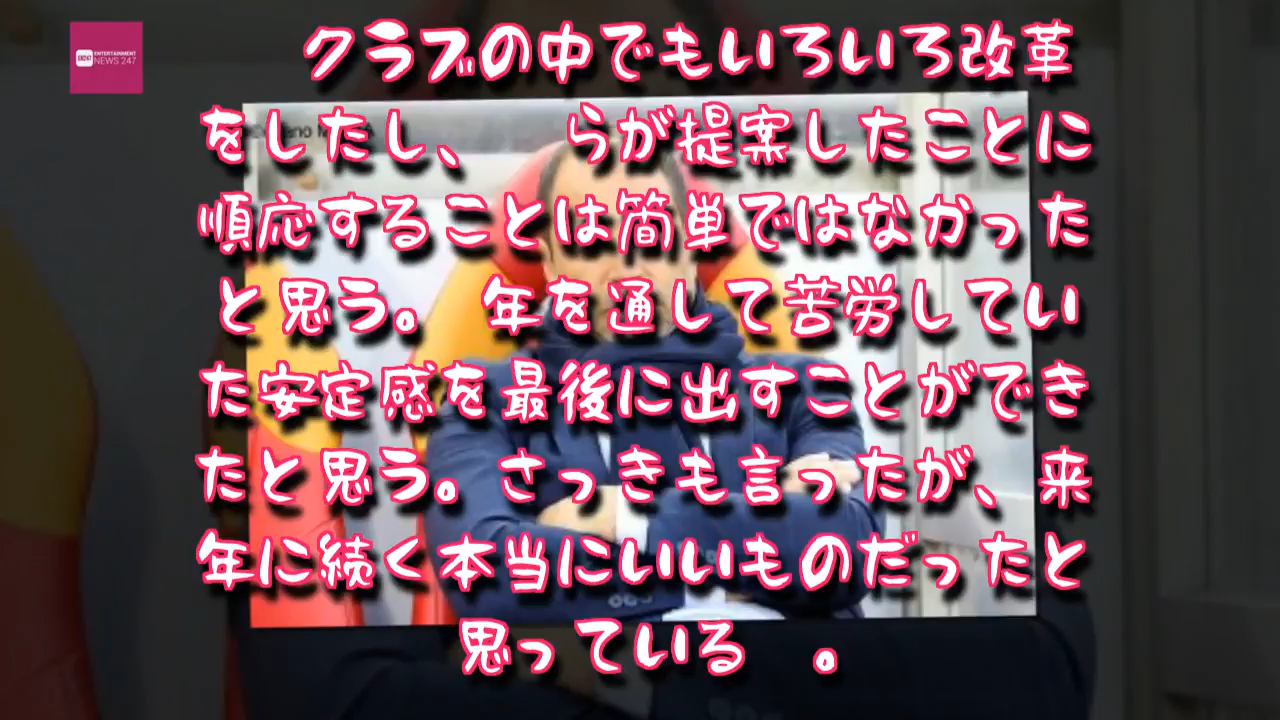 ENTERTAINMENT
NEWS 247
クラブの中でもいろいろ改革
をしたし、　らが提案したことに
順応することは簡単ではなかった
と思う。　年を通して苦労してい
た安定感を最後に出すことができ
たと思う。さっきも言ったが、来
年に続く本当にいいものだったと
思っている　。